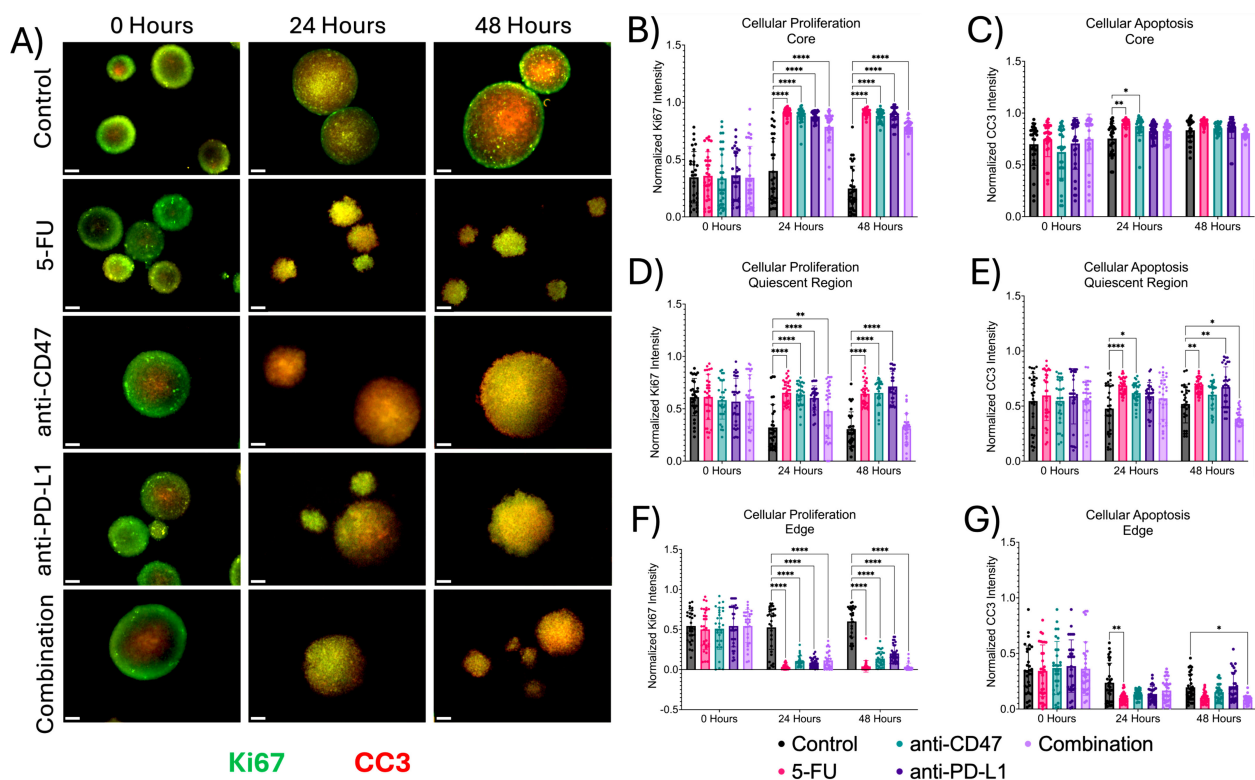 A)
0 Hours
24 Hours
48 Hours
Control
5-FU
anti-CD47
anti-PD-L1
Combination
Ki67
CC3
B)
Cellular Proliferation
Core
Normalized Ki67 Intensity
1.5
1.0
0.5
0.0
****
****
****
****
****
****
****
****
0 Hours
24 Hours
48 Hours
C)
Cellular Apoptosis
Core
Normalized CC3 Intensity
1.5
1.0
0.5
0.0
*
**
0 Hours
24 Hours
48 Hours
D)
Cellular Proliferation
Quiescent Region
Normalized Ki67 Intensity
1.5
1.0
0.5
0.0
**
****
****
****
****
****
****
0 Hours
24 Hours
48 Hours
E)
Cellular Apoptosis
Quiescent Region
Normalized CC3 Intensity
1.5
1.0
0.5
0.0
*
****
*
**
**
0 Hours
24 Hours
48 Hours
F)
Cellular Proliferation
Edge
Normalized Ki67 Intensity
1.5
1.0
0.5
0.0
-0.5
****
****
****
****
****
****
****
****
0 Hours
24 Hours
48 Hours
G)
Cellular Apoptosis
Edge
Normalized CC3 Intensity
1.5
1.0
0.5
0.0
**
*
0 Hours
24 Hours
48 Hours
Control
anti-CD47
Combination
5-FU
anti-PD-L1